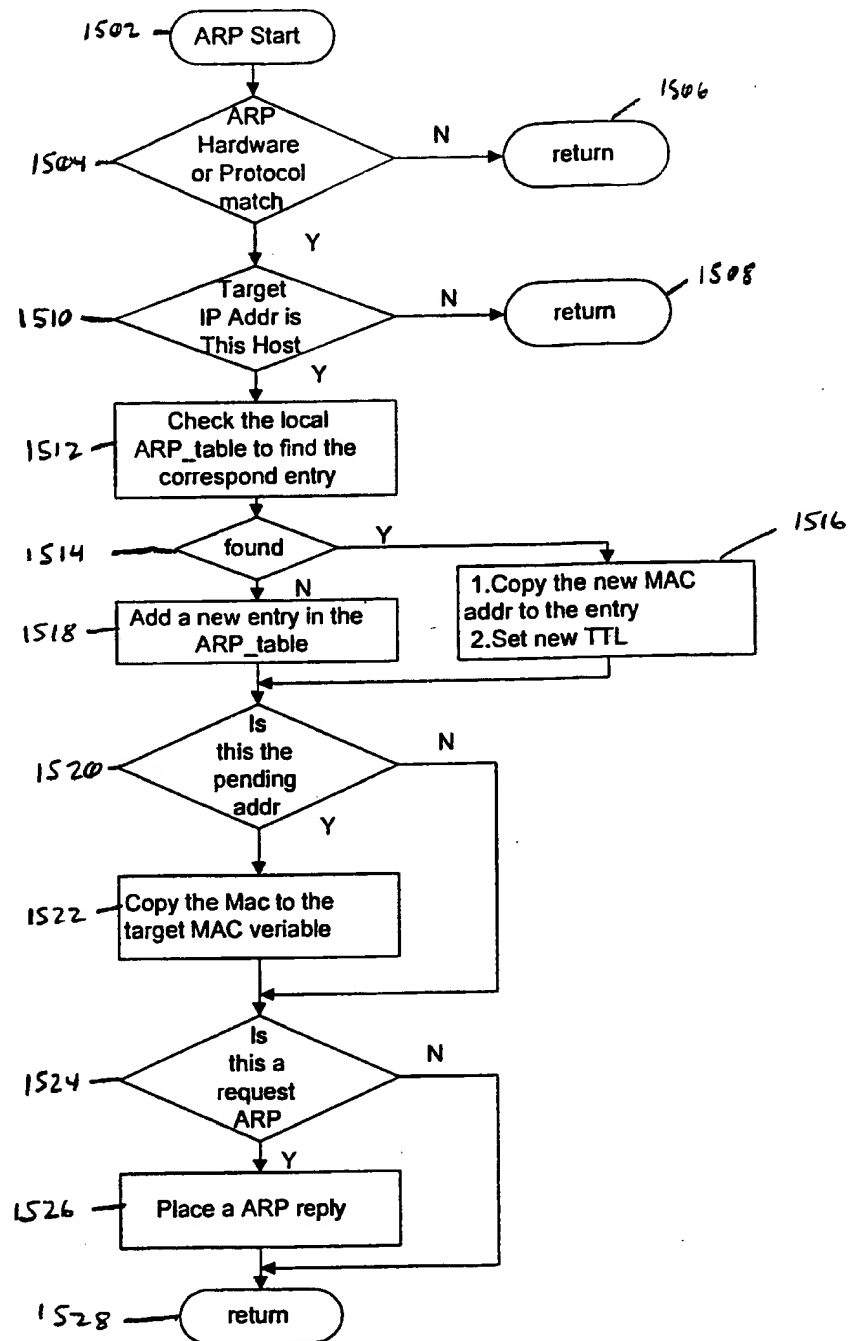 1502
ARP Start
1506
ARP
Hardware
or Protocol
match
N
return
1504
Y
1508
Target
IP Addr is
This Host
N
return
1510
Y
Check the local
ARP_table to find the
correspond entry
1512
1516
found
Y
1514
N
1.Copy the new MAC
addr to the entry
2.Set new TTL
Add a new entry in the
ARP_table
1518
Is
this the
pending
addr
N
1520
Y
Copy the Mac to the
target MAC veriable
1522
Is
this a
request
ARP
N
1524
Y
Place a ARP reply
1526
return
1528